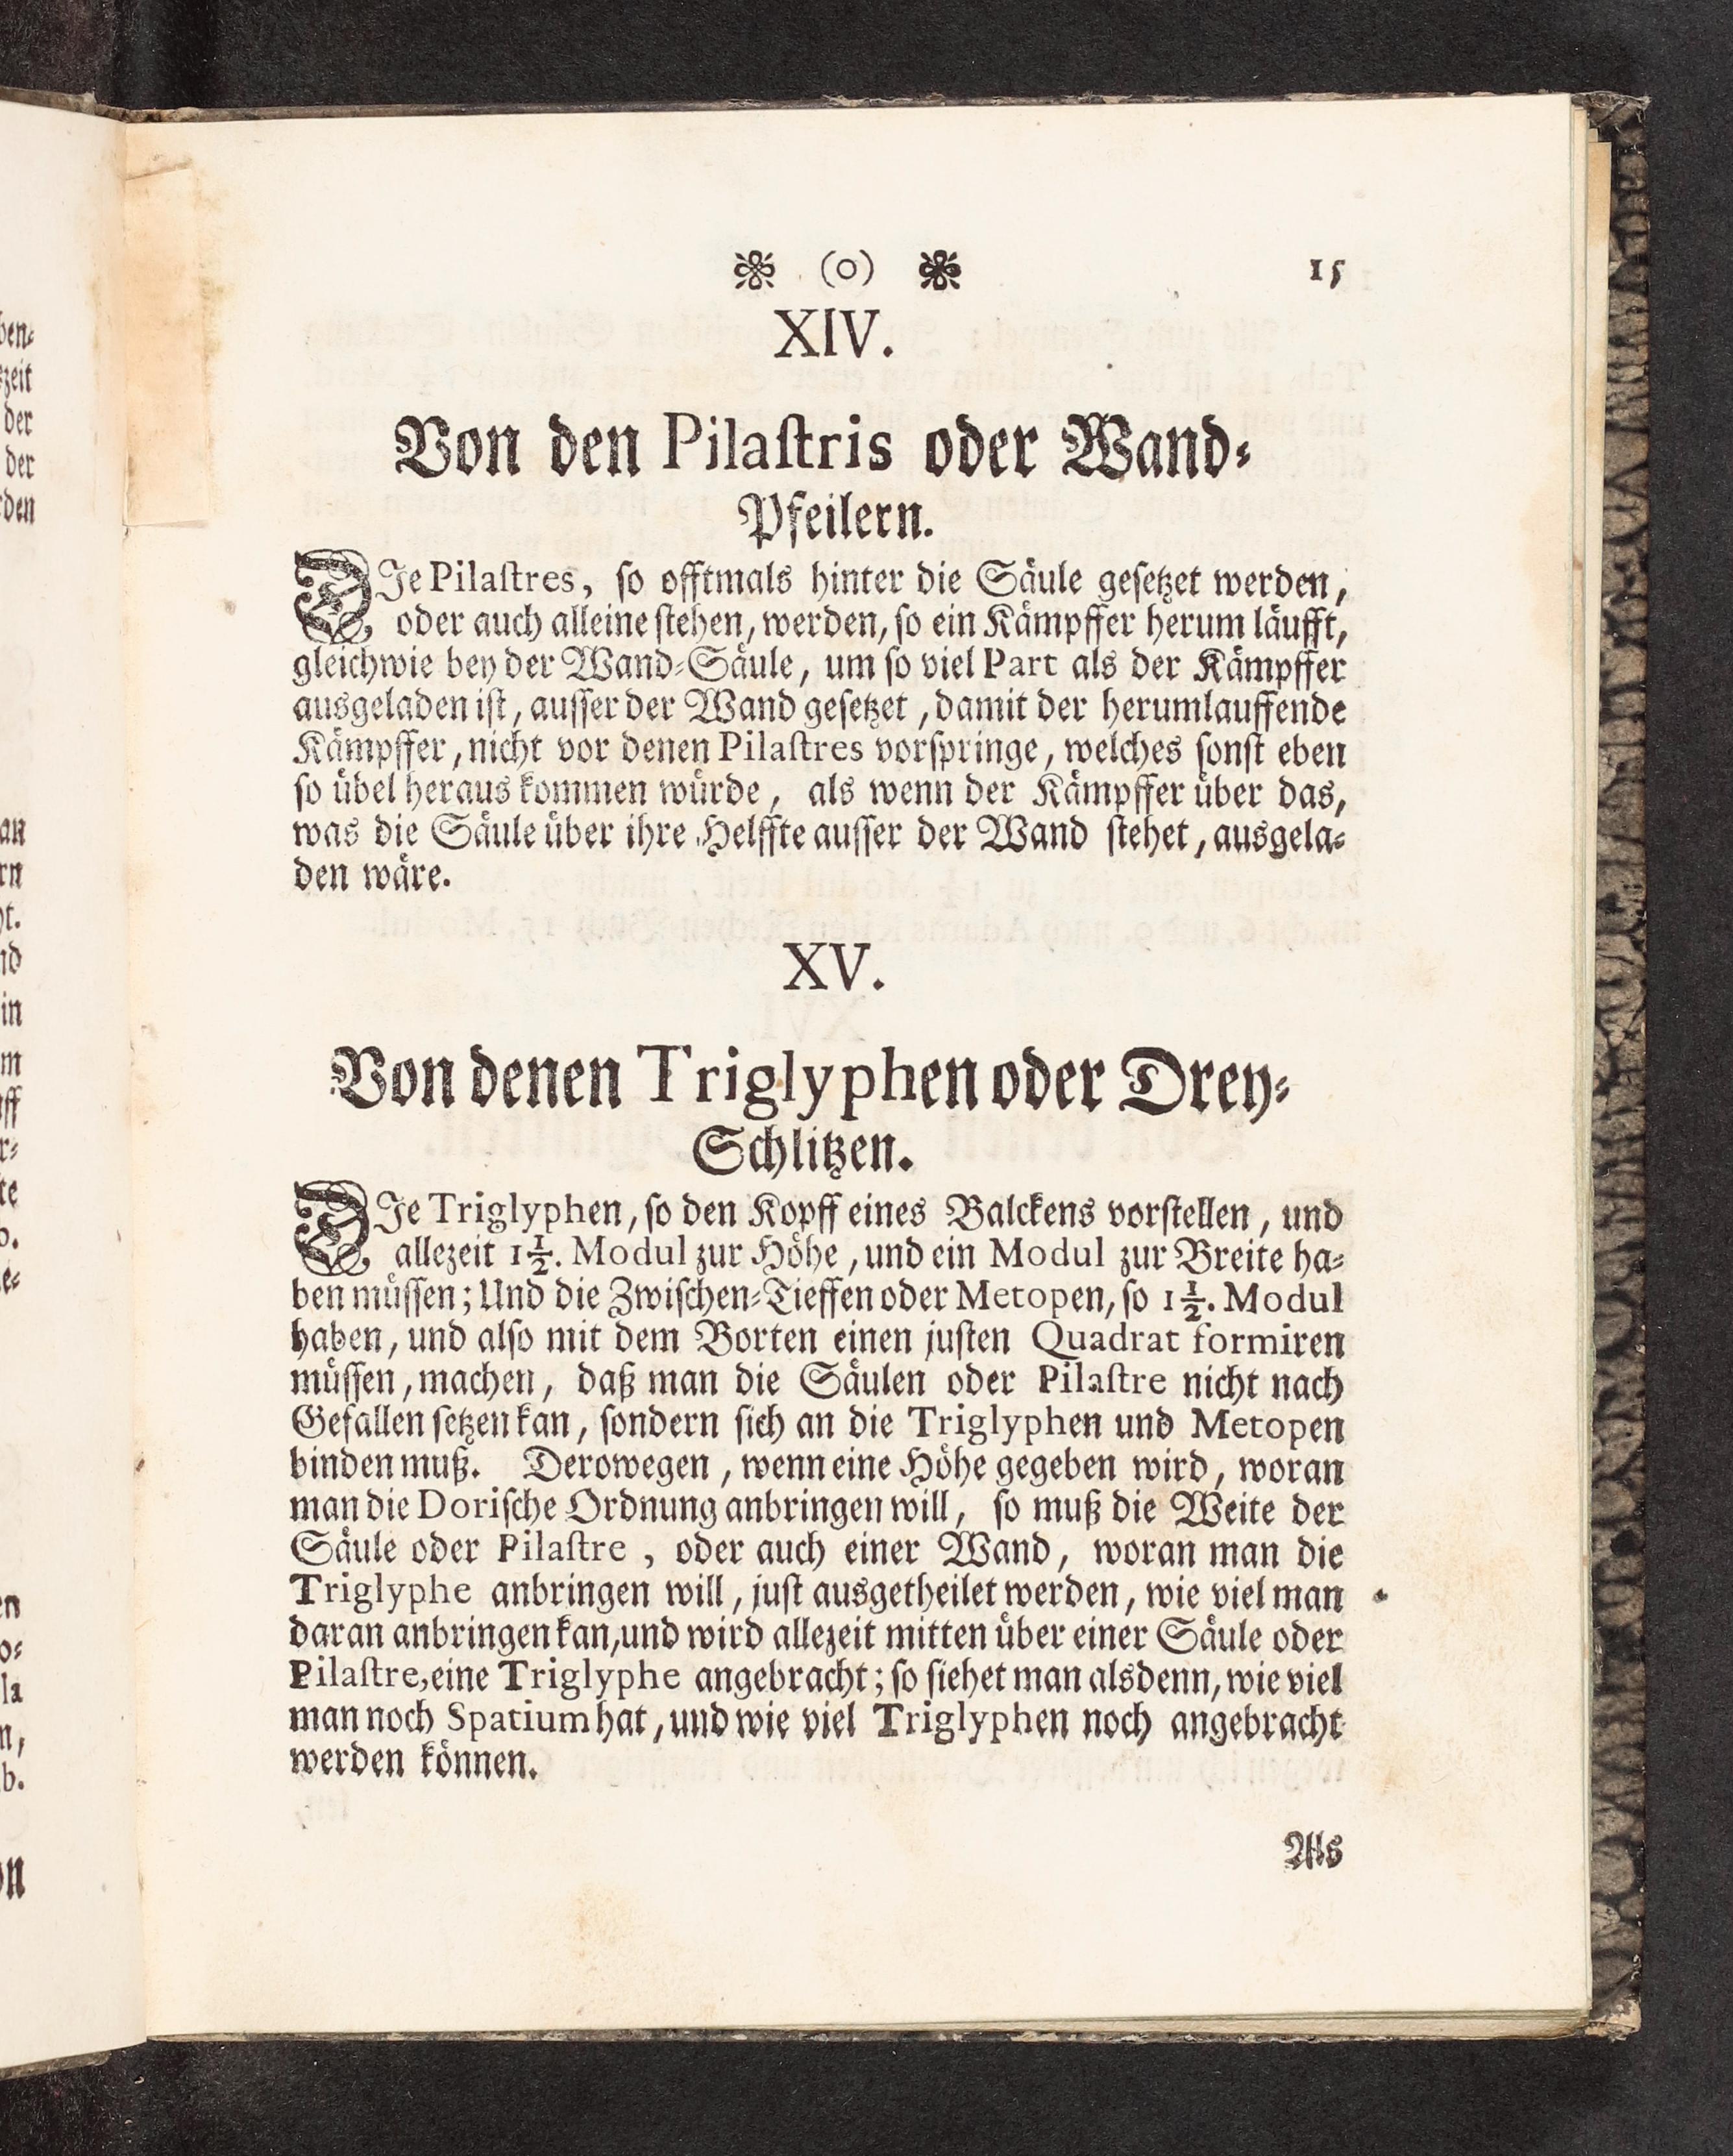 ❀ (o) ❀ 15
XIV.
Von den Pilaſtris oder Wand-
Pfeilern.
DIe Pilaſtres, ſo offtmals hinter die Säule geſetzet werden,
oder auch alleine ſtehen, werden, ſo ein Kämpffer herum läufft,
gleichwie bey der Wand-Säule, um ſo viel Part als der Kämpffer
ausgeladen iſt, auſſer der Wand geſetzet, damit der herumlauffende
Kämpffer, nicht vor denen Pilaſtres vorſpringe, welches ſonſt eben
ſo übel heraus kommen würde, als wenn der Kämpffer über das,
was die Säule über ihre Helffte auſſer der Wand ſtehet, ausgela-
den wäre.
XV.
Von denen Triglyphen oder Drey-
Schlitzen.
DIe Triglyphen, ſo den Kopff eines Balckens vorſtellen, und
allezeit 1½. Modul zur Höhe, und ein Modul zur Breite ha-
ben müſſen; Und die Zwiſchen-Tieffen oder Metopen, ſo 1½. Modul
haben, und alſo mit dem Borten einen juſten Quadrat formiren
müſſen, machen, daß man die Säulen oder Pilaſtre nicht nach
Gefallen ſetzen kan, ſondern ſich an die Triglyphen und Metopen
binden muß. Derowegen, wenn eine Höhe gegeben wird, woran
man die Doriſche Ordnung anbringen will, ſo muß die Weite der
Säule oder Pilaſtre, oder auch einer Wand, woran man die
Triglyphe anbringen will, juſt ausgetheilet werden, wie viel man
daran anbringen kan, und wird allezeit mitten über einer Säule oder
Pilaſtre, eine Triglyphe angebracht; ſo ſiehet man alsdenn, wie viel
man noch Spatium hat, und wie viel Triglyphen noch angebracht
werden können.
Als